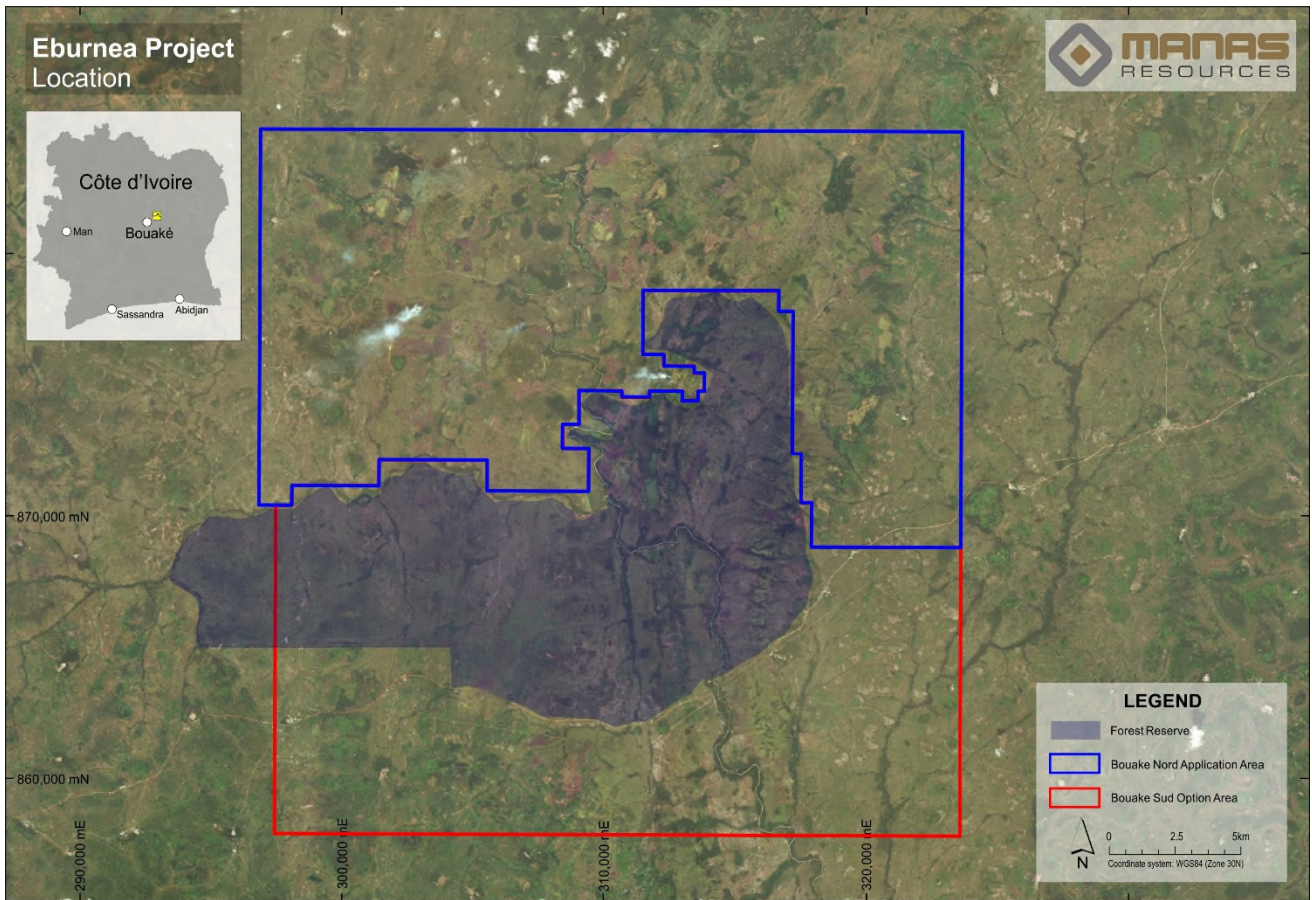 Eburnea Project
Location
MANAS
RESOURCES
Côte d'Ivoire
Man
Bouaké
Sassandra
Abidjan
870,000 mN
860,000 mN
290,000 mE
300,000 mE
310,000 mE
320,000 mE
LEGEND
Forest Reserve
Bouake Nord Application Area
Bouake Sud Option Area
0 2.5 5km
N
Coordinate system: WGS84 (Zone 30N)